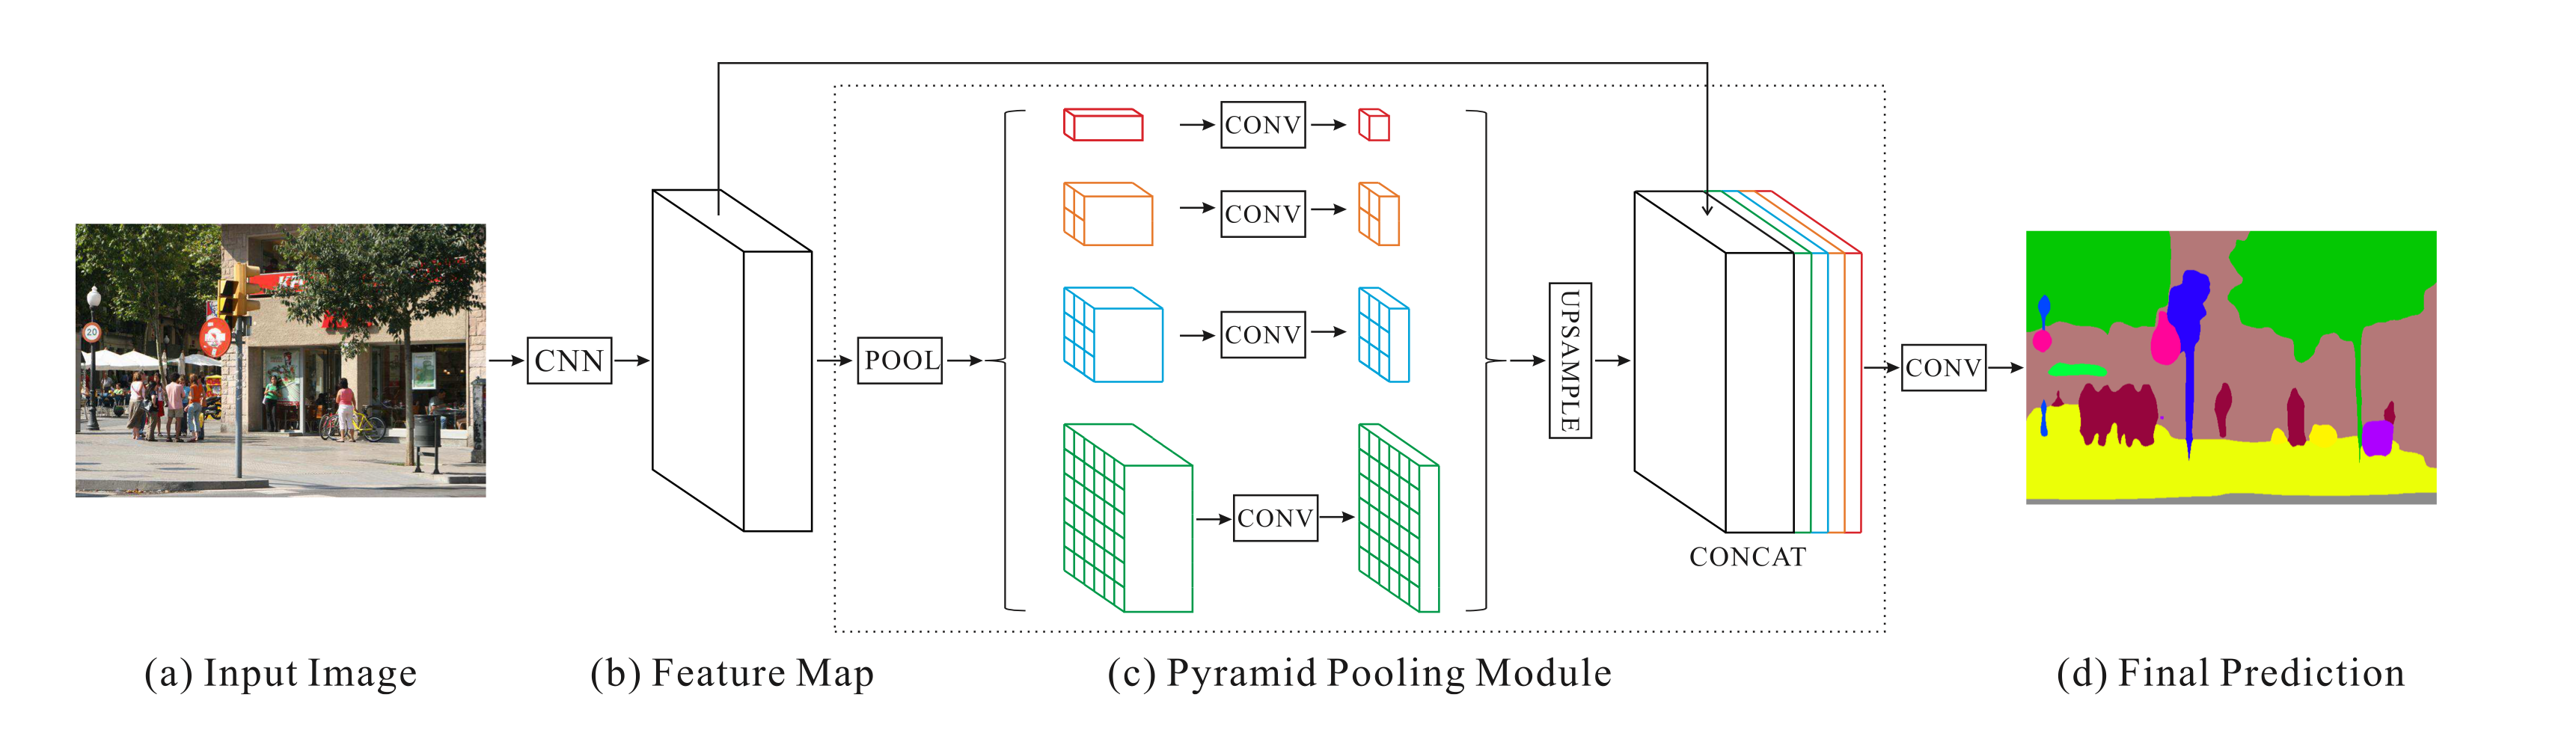 CNN
POOL
CONV
CONV
CONV
CONV
UPSAMPLE
CONCAT
CONV
20
(a) Input Image
(b) Feature Map
(c) Pyramid Pooling Module
(d) Final Prediction